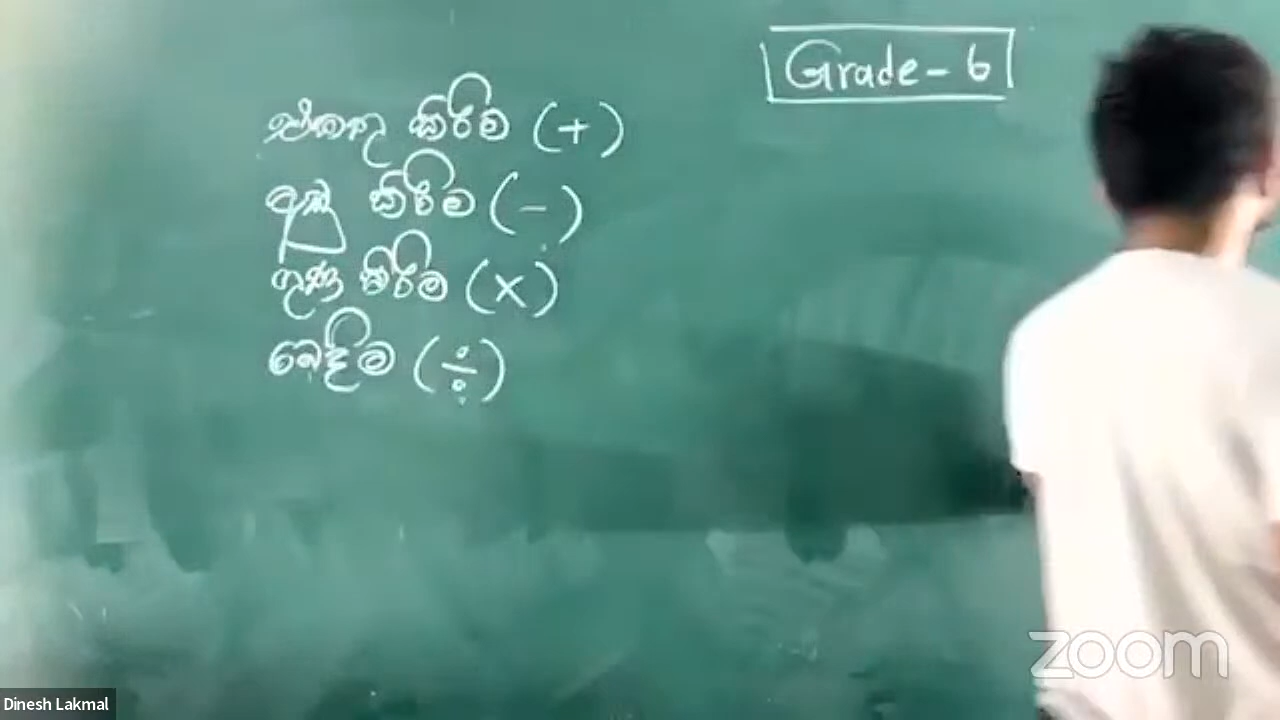 Grade - 6
එකතු කිරීම (+)
අඩු කිරීම (-)
ගුණ කිරීම (×)
බෙදීම (÷)
zoom
Dinesh Lakmal